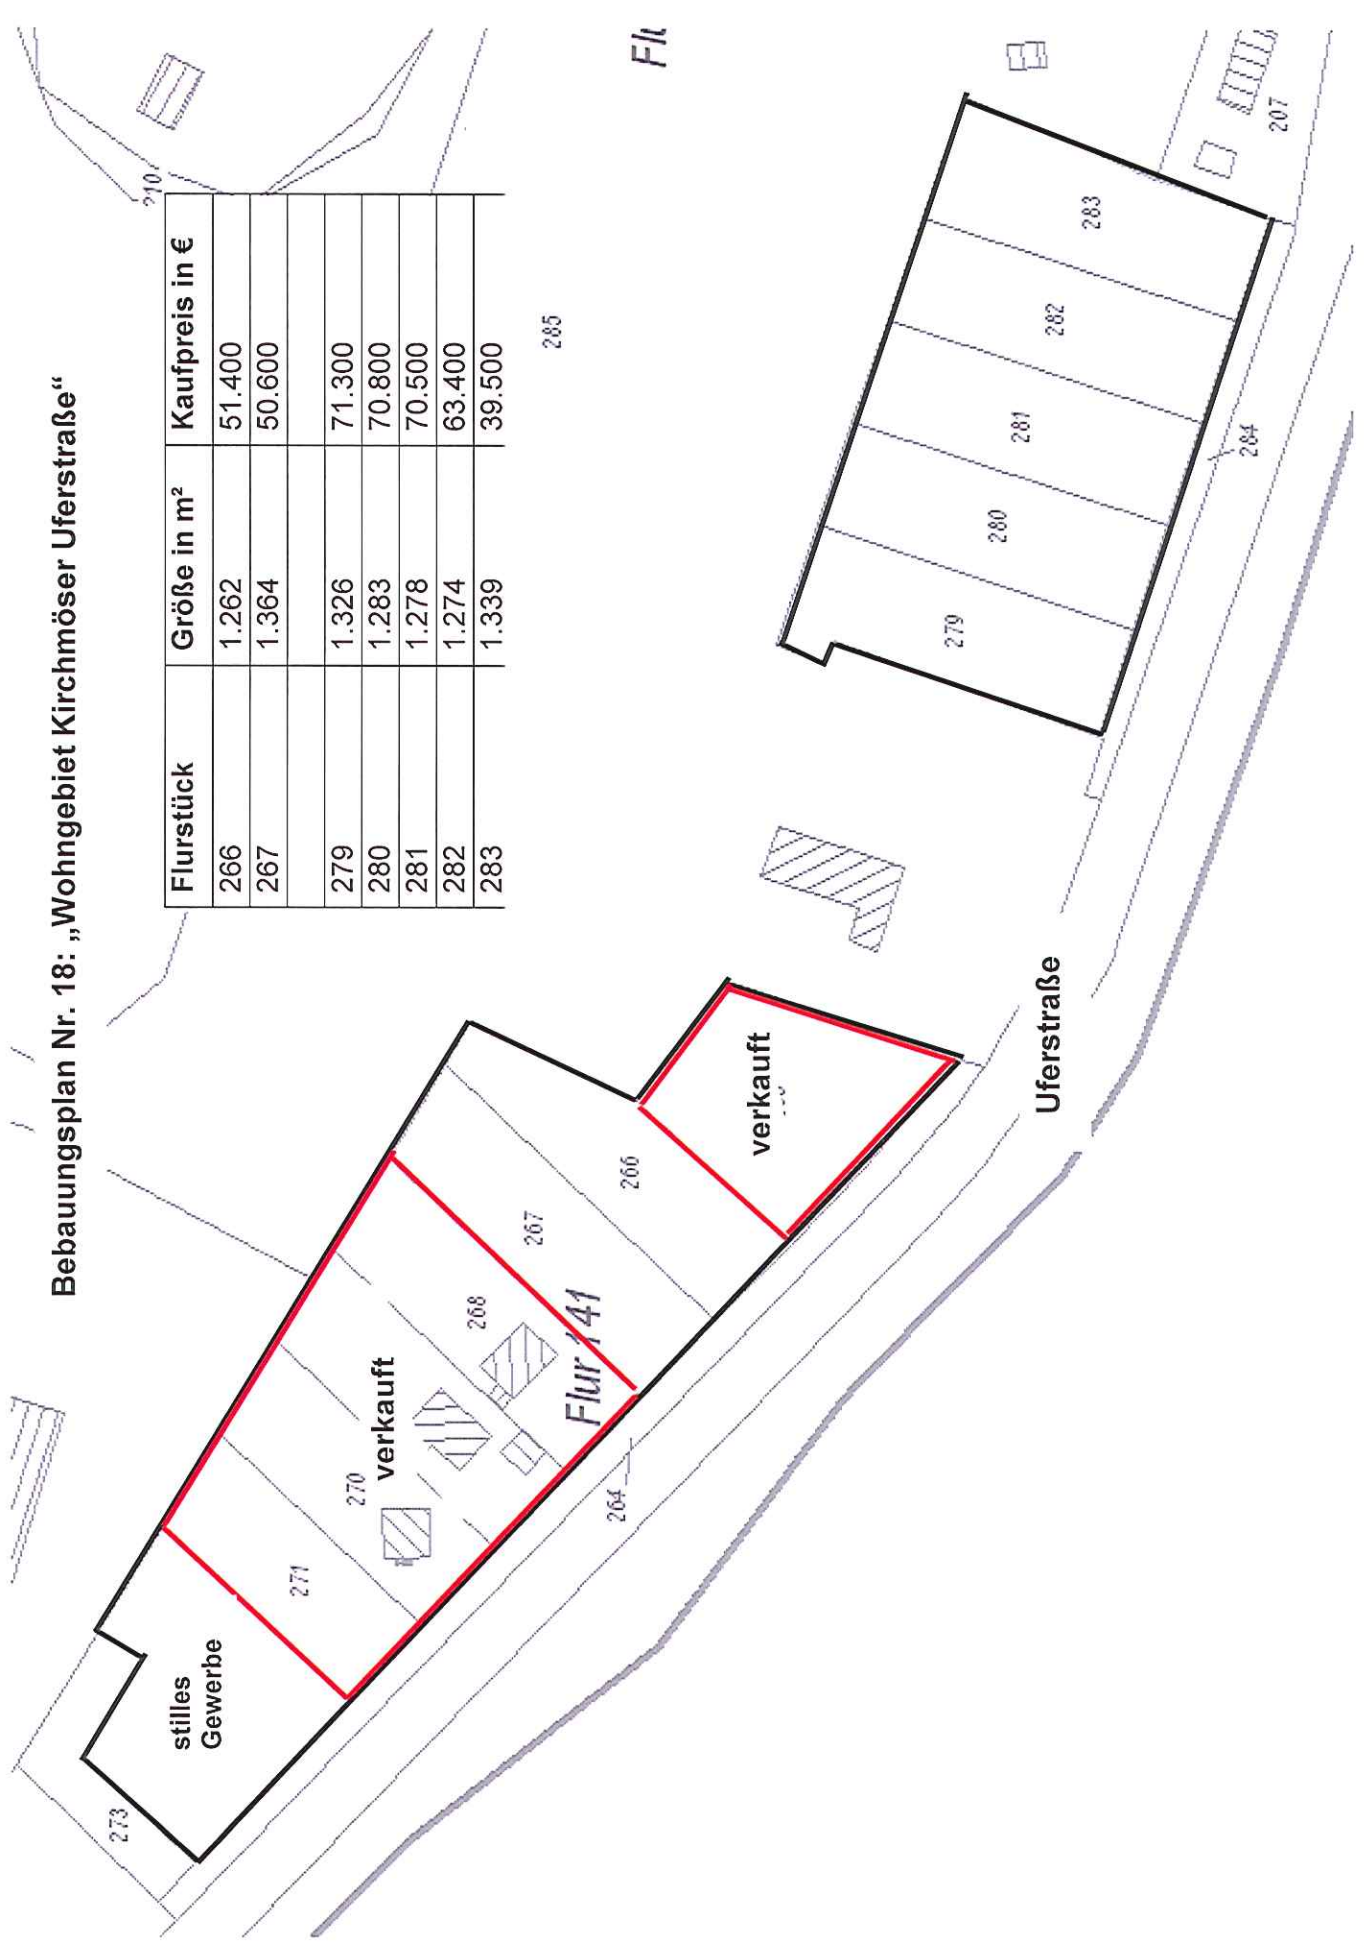 Bebauungsplan Nr. 18: „Wohngebiet Kirchmöser Uferstraße“
Flurstück Größe in m² Kaufpreis in €
266 1.262 51.400
267 1.364 50.600
279 1.326 71.300
280 1.283 70.800
281 1.278 70.500
282 1.274 63.400
283 1.339 39.500
210
285
273
stilles
Gewerbe
271
270
verkauft
268
Flur 141
267
266
verkauft
264
Uferstraße
279
280
281
282
283
284
207